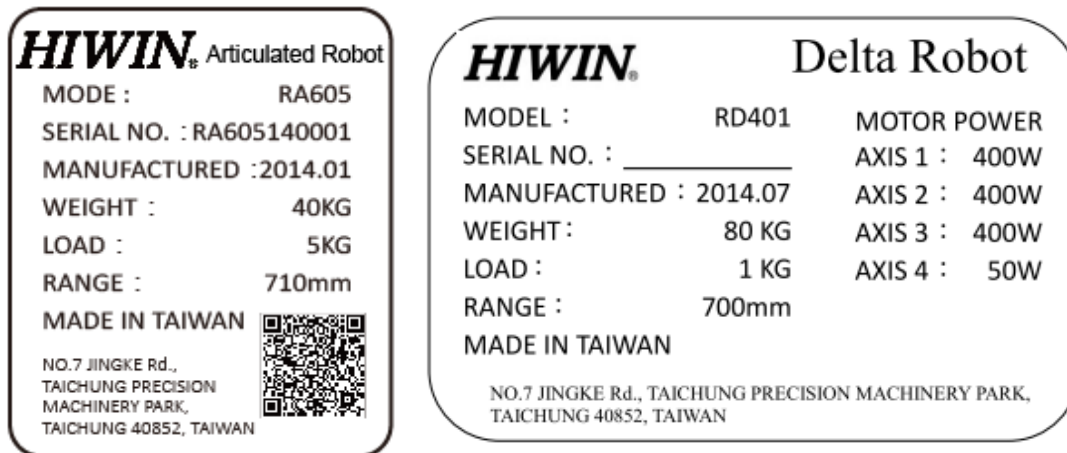 HIWIN® Articulated Robot
MODE : RA605
SERIAL NO. : RA605140001
MANUFACTURED :2014.01
WEIGHT : 40KG
LOAD : 5KG
RANGE : 710mm
MADE IN TAIWAN
NO.7 JINGKE Rd.,
TAICHUNG PRECISION
MACHINERY PARK,
TAICHUNG 40852, TAIWAN
HIWIN® Delta Robot
MODEL : RD401
SERIAL NO. :
MANUFACTURED : 2014.07
WEIGHT : 80 KG
LOAD : 1 KG
RANGE : 700mm
MADE IN TAIWAN
MOTOR POWER
AXIS 1 : 400W
AXIS 2 : 400W
AXIS 3 : 400W
AXIS 4 : 50W
NO.7 JINGKE Rd., TAICHUNG PRECISION MACHINERY PARK,
TAICHUNG 40852, TAIWAN